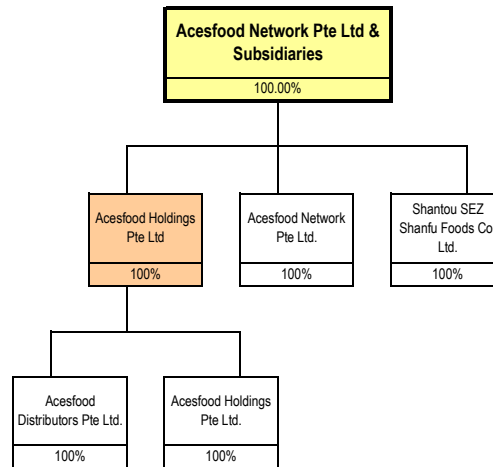 Acesfood Network Pte Ltd &
Subsidiaries
100.00%
Acesfood Holdings
Pte Ltd
100%
Acesfood Network
Pte Ltd.
100%
Shantou SEZ
Shanfu Foods Co
Ltd.
100%
Acesfood
Distributors Pte Ltd.
100%
Acesfood Holdings
Pte Ltd.
100%